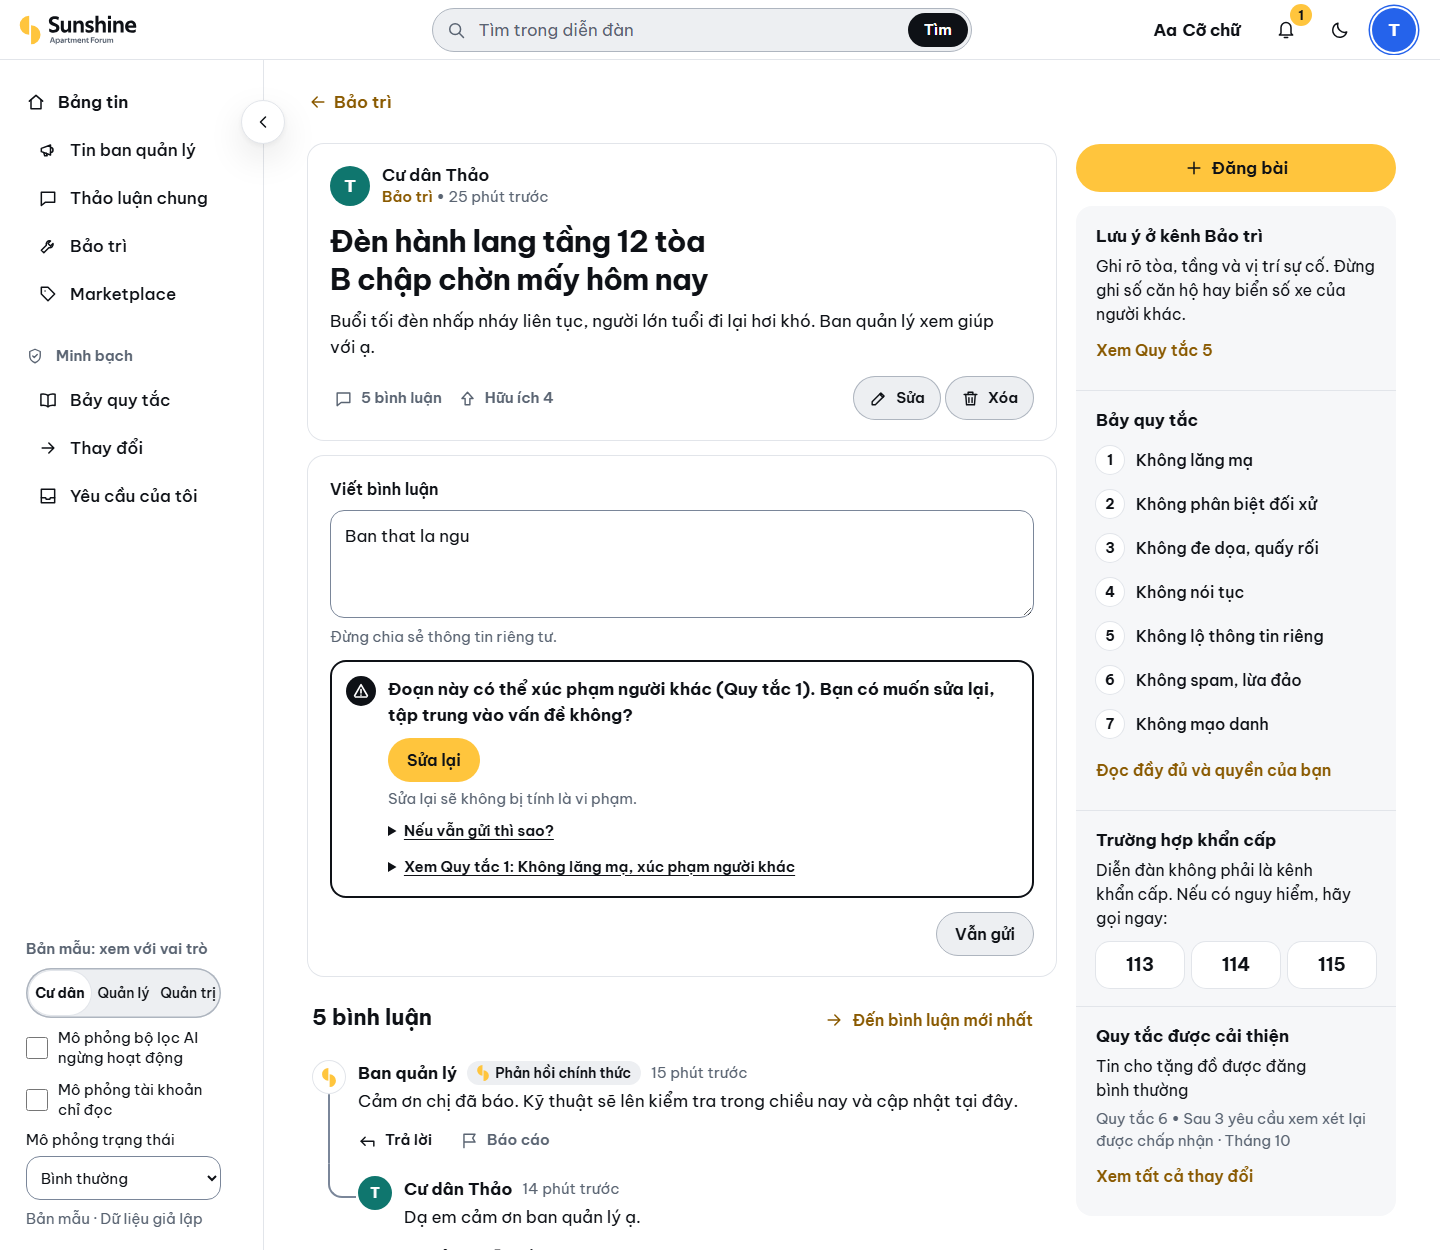 Sunshine
Apartment Forum
Tìm trong diễn đàn
Tìm
Aa Cỡ chữ
1
T
Bảng tin
Tin ban quản lý
Thảo luận chung
Bảo trì
Marketplace
Minh bạch
Bảy quy tắc
Thay đổi
Yêu cầu của tôi
Bản mẫu: xem với vai trò
Cư dân
Quản lý
Quản trị
Mô phỏng bộ lọc AI
ngừng hoạt động
Mô phỏng tài khoản
chỉ đọc
Mô phỏng trạng thái
Bình thường
Bản mẫu · Dữ liệu giả lập
Bảo trì
T
Cư dân Thảo
Bảo trì • 25 phút trước
Đèn hành lang tầng 12 tòa
B chập chờn mấy hôm nay
Buổi tối đèn nhấp nháy liên tục, người lớn tuổi đi lại hơi khó. Ban quản lý xem giúp
với ạ.
5 bình luận
Hữu ích 4
Sửa
Xóa
Viết bình luận
Ban that la ngu
Đừng chia sẻ thông tin riêng tư.
Đoạn này có thể xúc phạm người khác (Quy tắc 1). Bạn có muốn sửa lại,
tập trung vào vấn đề không?
Sửa lại
Sửa lại sẽ không bị tính là vi phạm.
Nếu vẫn gửi thì sao?
Xem Quy tắc 1: Không lăng mạ, xúc phạm người khác
Vẫn gửi
5 bình luận
Đến bình luận mới nhất
Ban quản lý
Phản hồi chính thức
15 phút trước
Cảm ơn chị đã báo. Kỹ thuật sẽ lên kiểm tra trong chiều nay và cập nhật tại đây.
Trả lời
Báo cáo
T
Cư dân Thảo
14 phút trước
Dạ em cảm ơn ban quản lý ạ.
Đăng bài
Lưu ý ở kênh Bảo trì
Ghi rõ tòa, tầng và vị trí sự cố. Đừng
ghi số căn hộ hay biển số xe của
người khác.
Xem Quy tắc 5
Bảy quy tắc
1 Không lăng mạ
2 Không phân biệt đối xử
3 Không đe dọa, quấy rối
4 Không nói tục
5 Không lộ thông tin riêng
6 Không spam, lừa đảo
7 Không mạo danh
Đọc đầy đủ và quyền của bạn
Trường hợp khẩn cấp
Diễn đàn không phải là kênh
khẩn cấp. Nếu có nguy hiểm, hãy
gọi ngay:
113
114
115
Quy tắc được cải thiện
Tin cho tặng đồ được đăng
bình thường
Quy tắc 6 • Sau 3 yêu cầu xem xét lại
được chấp nhận · Tháng 10
Xem tất cả thay đổi